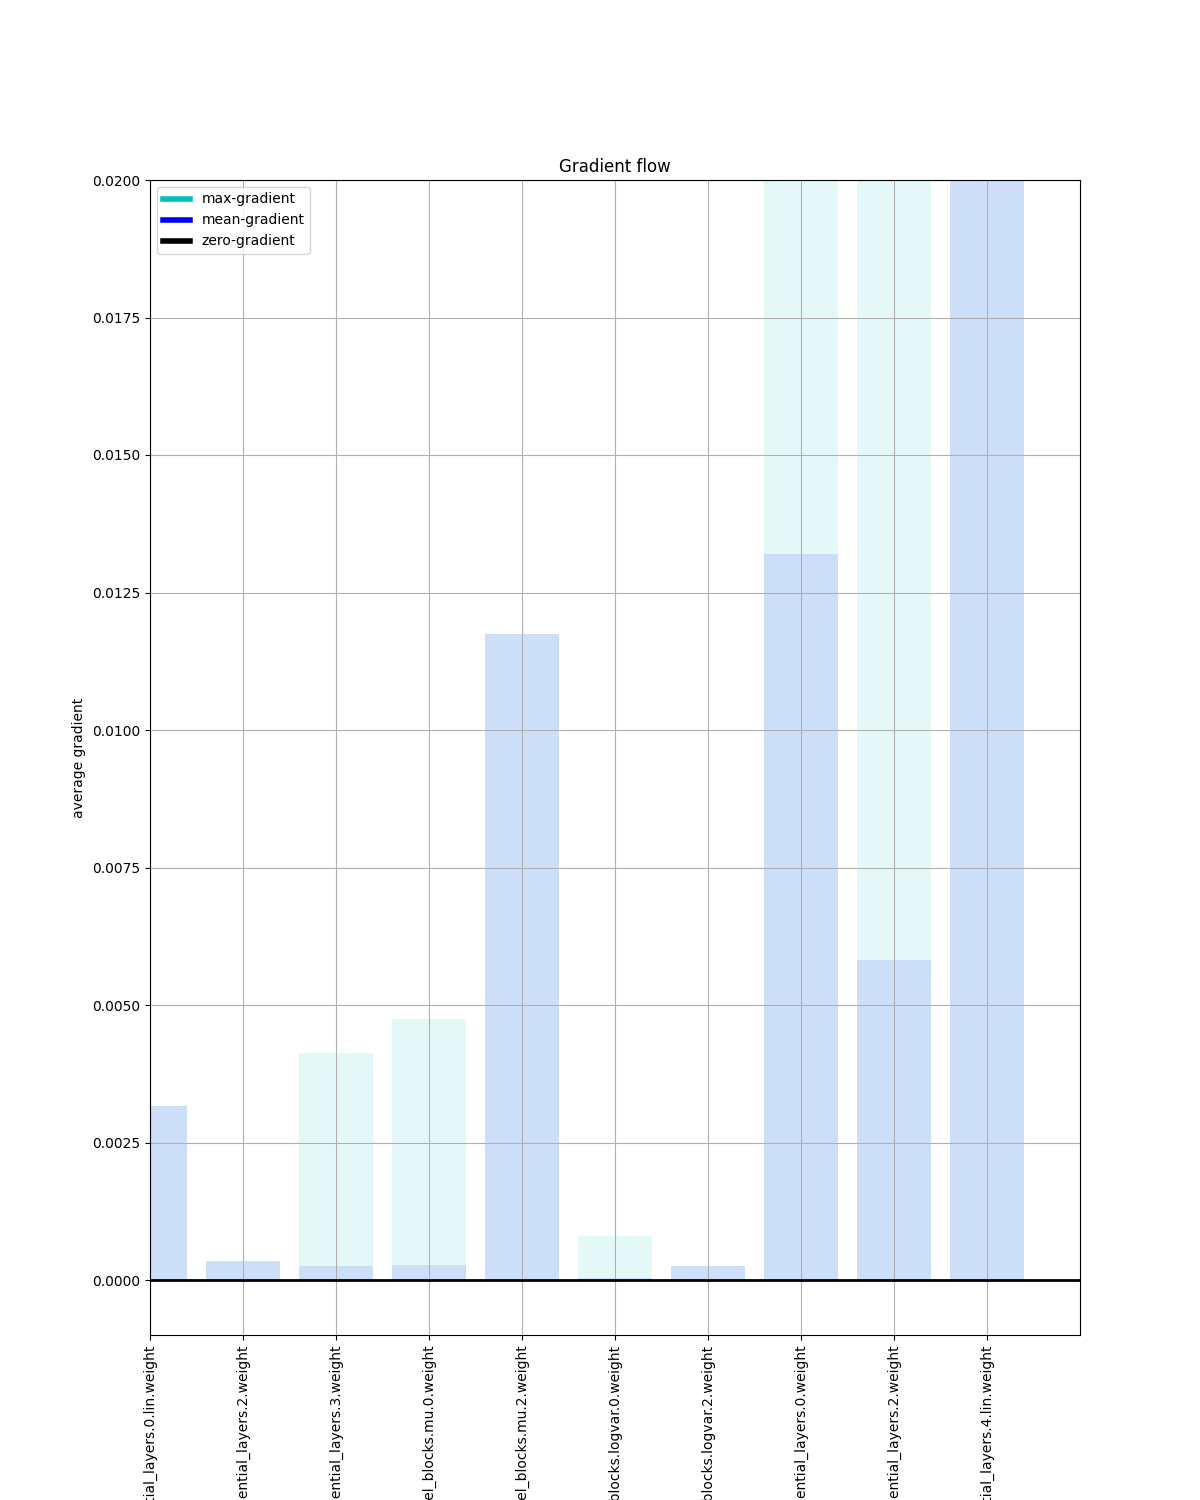 Gradient flow
max-gradient
mean-gradient
zero-gradient
0.0200
0.0175
0.0150
0.0125
0.0100
0.0075
0.0050
0.0025
0.0000
average gradient
tial_layers.0.lin.weight
ential_layers.2.weight
ential_layers.3.weight
el_blocks.mu.0.weight
el_blocks.mu.2.weight
blocks.logvar.0.weight
blocks.logvar.2.weight
ential_layers.0.weight
ential_layers.2.weight
tial_layers.4.lin.weight